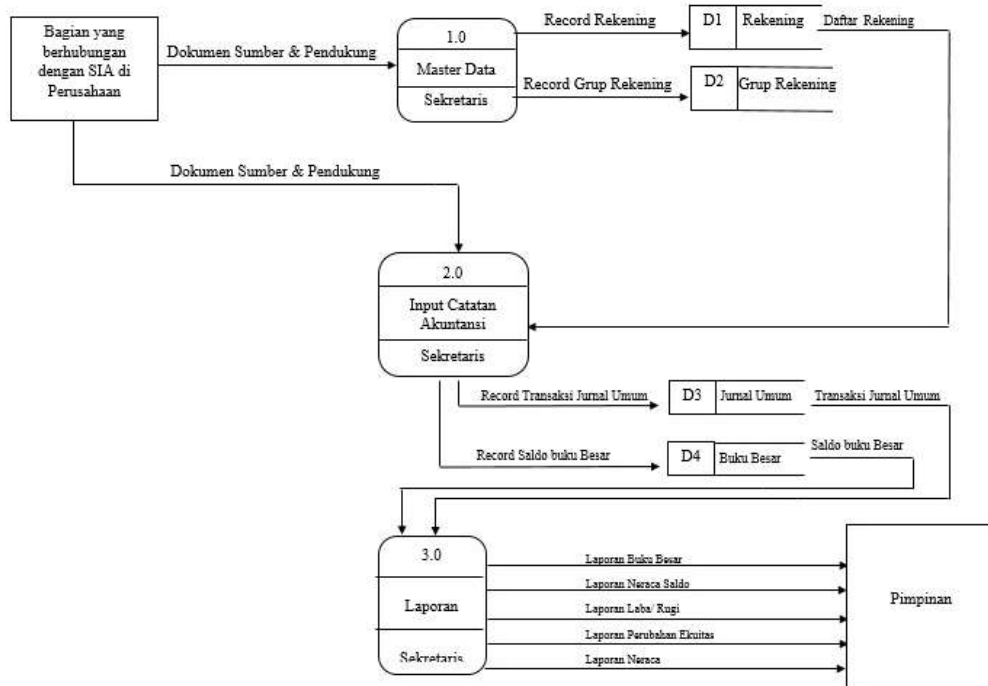 Bagian yang
berhubungan
dengan SIA di
Perusahaan
Dokumen Sumber & Pendukung
1.0
Master Data
Sekretaris
Record Rekening
D1 Rekening
Daftar Rekening
Record Grup Rekening
D2 Grup Rekening
Dokumen Sumber & Pendukung
2.0
Input Catatan
Akuntansi
Sekretaris
Record Transaksi Jurnal Umum
D3 Jurnal Umum
Transaksi Jurnal Umum
Record Saldo buku Besar
D4 Buku Besar
Saldo buku Besar
3.0
Laporan
Sekretaris
Laporan Buku Besar
Laporan Neraca Saldo
Laporan Laba/ Rugi
Laporan Perubahan Ekuitas
Laporan Neraca
Pimpinan